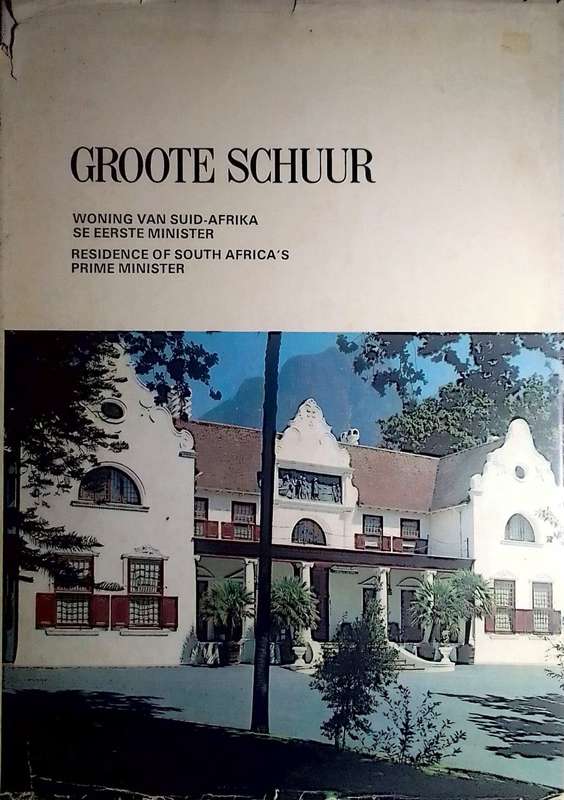 GROOTE SCHUUR
WONING VAN SUID-AFRIKA
SE EERSTE MINISTER
RESIDENCE OF SOUTH AFRICA'S
PRIME MINISTER